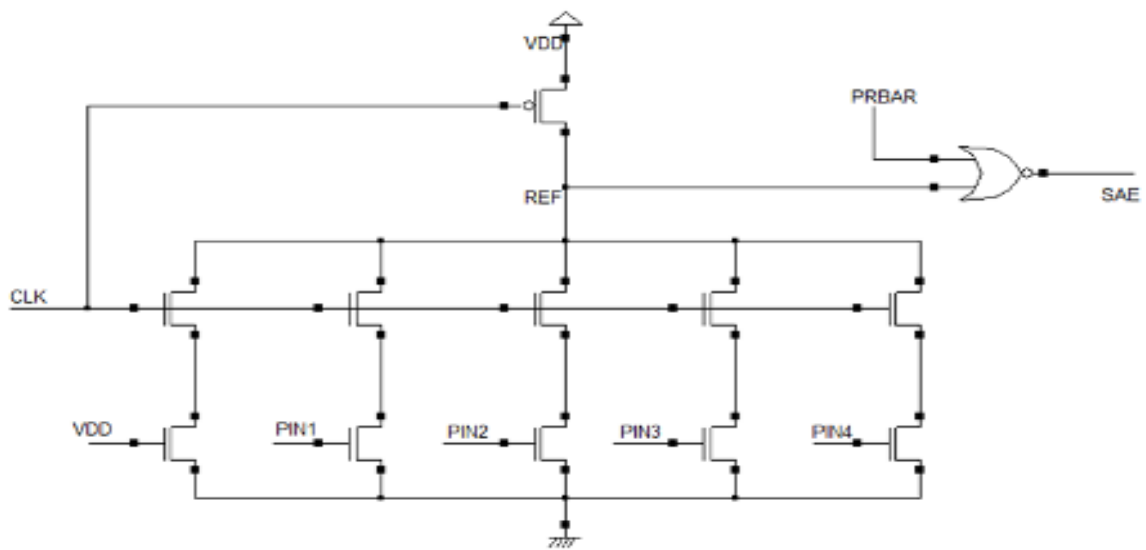 VDD
PRBAR
REF
SAE
CLK
VDD
PIN1
PIN2
PIN3
PIN4